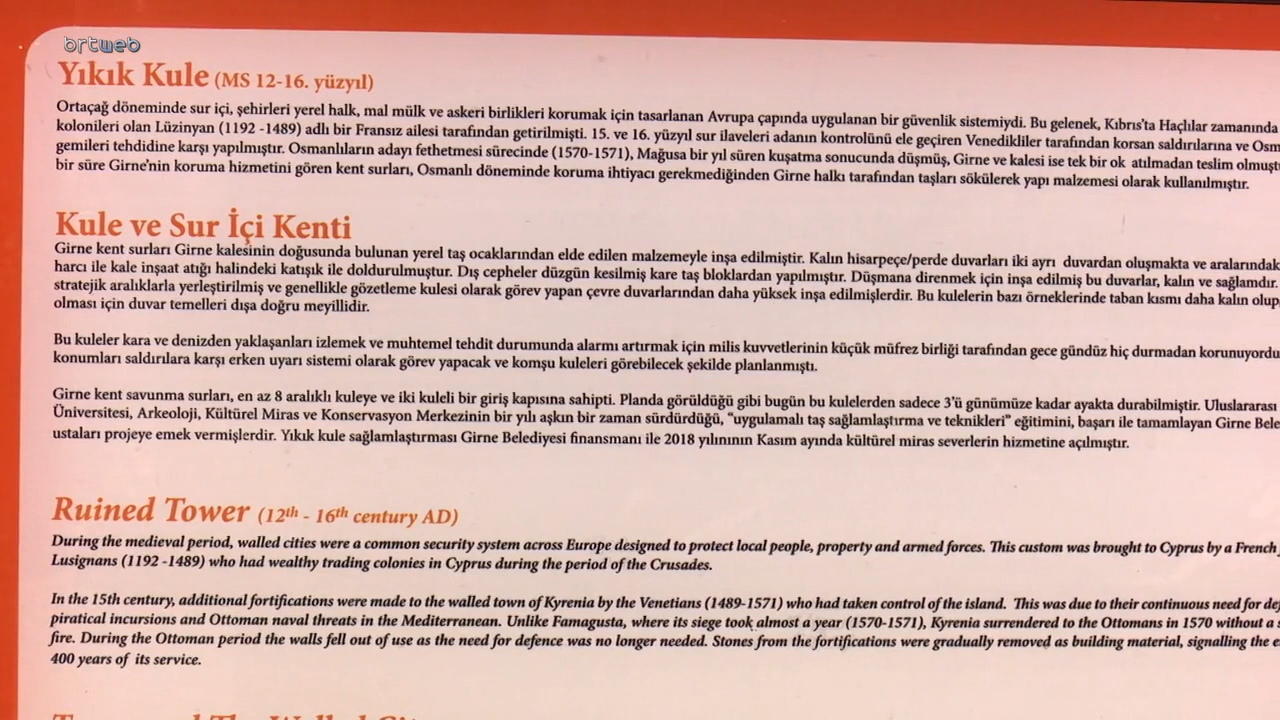 brtweb
Yıkık Kule (MS 12-16. yüzyıl)
Ortaçağ döneminde sur içi, şehirleri yerel halk, mal mülk ve askeri birlikleri korumak için tasarlanan Avrupa çapında uygulanan bir güvenlik sistemiydi. Bu gelenek, Kıbrıs'ta Haçlılar zamanında
kolonileri olan Lüzinyan (1192 -1489) adlı bir Fransız ailesi tarafından getirilmişti. 15. ve 16. yüzyıl sur ilaveleri adanın kontrolünü ele geçiren Venedikliler tarafından korsan saldırılarına ve
gemileri tehdidine karşı yapılmıştır. Osmanlıların adayı fethetmesi sürecinde (1570-1571), Mağusa bir yıl süren kuşatma sonucunda düşmüş, Girne ve kalesi ise tek bir ok atılmadan teslim
bir süre Girne'nin koruma hizmetini gören kent surları, Osmanlı döneminde koruma ihtiyacı gerekmediğinden Girne halkı tarafından taşları sökülerek yapı malzemesi olarak kullanılmıştır.
Kule ve Sur İçi Kenti
Girne kent surları Girne kalesinin doğusunda bulunan yerel taş ocaklarından elde edilen malzemeyle inşa edilmiştir. Kalın hisarpeçe/perde duvarları iki ayrı duvardan oluşmakta ve
harcı ile kale inşaat atığı halindeki katışık ile doldurulmuştur. Dış cepheler düzgün kesilmiş kare taş bloklardan yapılmıştır. Düşmana direnmek için inşa edilmiş bu duvarlar, kalın ve sağlamdır.
stratejik aralıklarla yerleştirilmiş ve genellikle gözetleme kulesi olarak görev yapan çevre duvarlarından daha yüksek inşa edilmişlerdir. Bu kulelerin bazı örneklerinde taban kısmı daha kalın olup
olması için duvar temelleri dışa doğru meyillidir.
Bu kuleler kara ve denizden yaklaşanları izlemek ve muhtemel tehdit durumunda alarmı artırmak için milis kuvvetlerinin küçük müfrez birliği tarafından gece gündüz hiç durmadan
konumları saldırılara karşı erken uyarı sistemi olarak görev yapacak ve komşu kuleleri görebilecek şekilde planlanmıştı.
Girne kent savunma surları, en az 8 aralıklı kuleye ve iki kuleli bir giriş kapısına sahipti. Planda görüldüğü gibi bugün bu kulelerden sadece 3'ü günümüze kadar ayakta durabilmiştir. Uluslararası
Üniversitesi, Arkeoloji, Kültürel Miras ve Konservasyon Merkezinin bir yılı aşkın bir zaman sürdürdüğü, "uygulamalı taş sağlamlaştırma ve teknikleri" eğitimini, başarı ile tamamlayan Girne
ustaları projeye emek vermişlerdir. Yıkık kule sağlamlaştırması Girne Belediyesi finansmanı ile 2018 yılınının Kasım ayında kültürel miras severlerin hizmetine açılmıştır.
Ruined Tower (12th - 16th century AD)
During the medieval period, walled cities were a common security system across Europe designed to protect local people, property and armed forces. This custom was brought to Cyprus by a French
Lusignans (1192 -1489) who had wealthy trading colonies in Cyprus during the period of the Crusades.
In the 15th century, additional fortifications were made to the walled town of Kyrenia by the Venetians (1489-1571) who had taken control of the island. This was due to their continuous need for
piratical incursions and Ottoman naval threats in the Mediterranean. Unlike Famagusta, where its siege took almost a year (1570-1571), Kyrenia surrendered to the Ottomans in 1570 without a
fire. During the Ottoman period the walls fell out of use as the need for defence was no longer needed. Stones from the fortifications were gradually removed as building material, signalling the
400 years of its service.